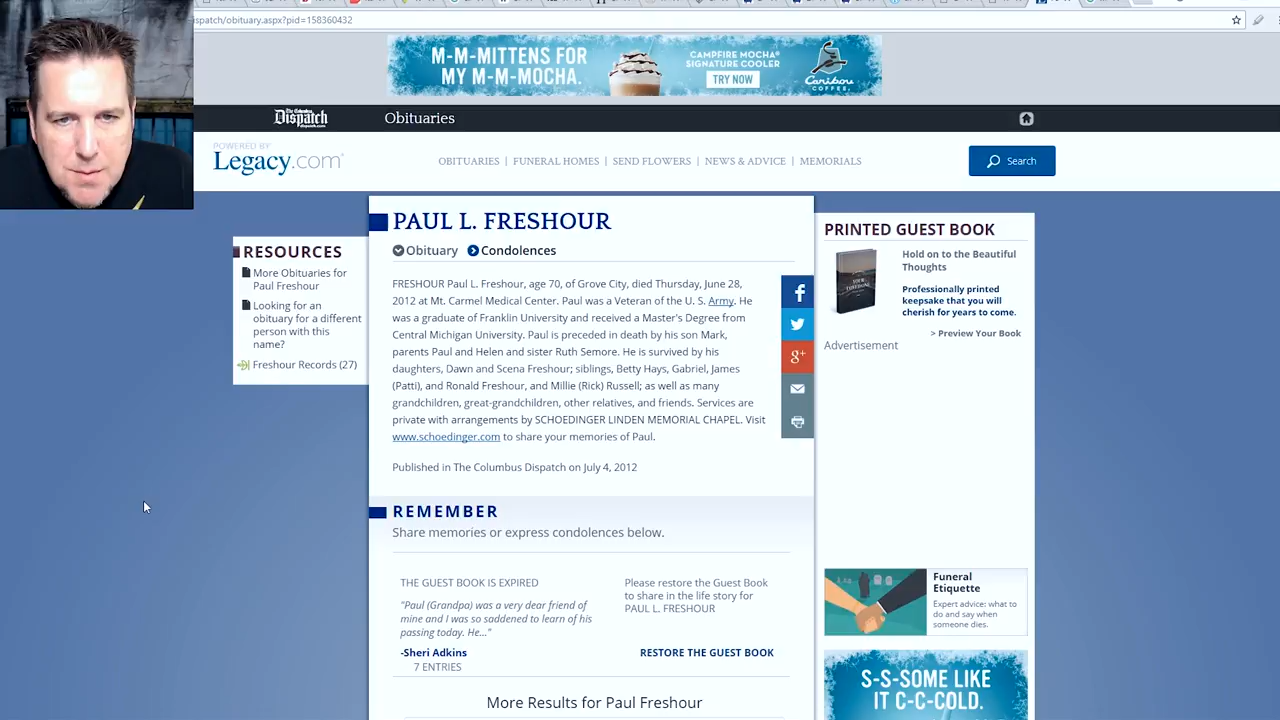 ispatch/obituary.aspx?pid=158360432
M-M-MITTENS FOR
MY M-M-MOCHA.
CAMPFIRE MOCHA®
SIGNATURE COOLER
TRY NOW
Caribou
COFFEE.
The Columbus
Dispatch
dispatch.com
Obituaries
POWERED BY
Legacy.com
OBITUARIES | FUNERAL HOMES | SEND FLOWERS | NEWS & ADVICE | MEMORIALS
Search
RESOURCES
More Obituaries for
Paul Freshour
Looking for an
obituary for a different
person with this
name?
Freshour Records (27)
PAUL L. FRESHOUR
Obituary Condolences
FRESHOUR Paul L. Freshour, age 70, of Grove City, died Thursday, June 28,
2012 at Mt. Carmel Medical Center. Paul was a Veteran of the U. S. Army. He
was a graduate of Franklin University and received a Master's Degree from
Central Michigan University. Paul is preceded in death by his son Mark,
parents Paul and Helen and sister Ruth Semore. He is survived by his
daughters, Dawn and Scena Freshour; siblings, Betty Hays, Gabriel, James
(Patti), and Ronald Freshour, and Millie (Rick) Russell; as well as many
grandchildren, great-grandchildren, other relatives, and friends. Services are
private with arrangements by SCHOEDINGER LINDEN MEMORIAL CHAPEL. Visit
www.schoedinger.com to share your memories of Paul.
Published in The Columbus Dispatch on July 4, 2012
REMEMBER
Share memories or express condolences below.
THE GUEST BOOK IS EXPIRED
"Paul (Grandpa) was a very dear friend of
mine and I was so saddened to learn of his
passing today. He..."
-Sheri Adkins
7 ENTRIES
Please restore the Guest Book
to share in the life story for
PAUL L. FRESHOUR
RESTORE THE GUEST BOOK
More Results for Paul Freshour
PRINTED GUEST BOOK
Hold on to the Beautiful
Thoughts
Professionally printed
keepsake that you will
cherish for years to come.
> Preview Your Book
Advertisement
Funeral
Etiquette
Expert advice: what to
do and say when
someone dies.
S-S-SOME LIKE
IT C-C-COLD.